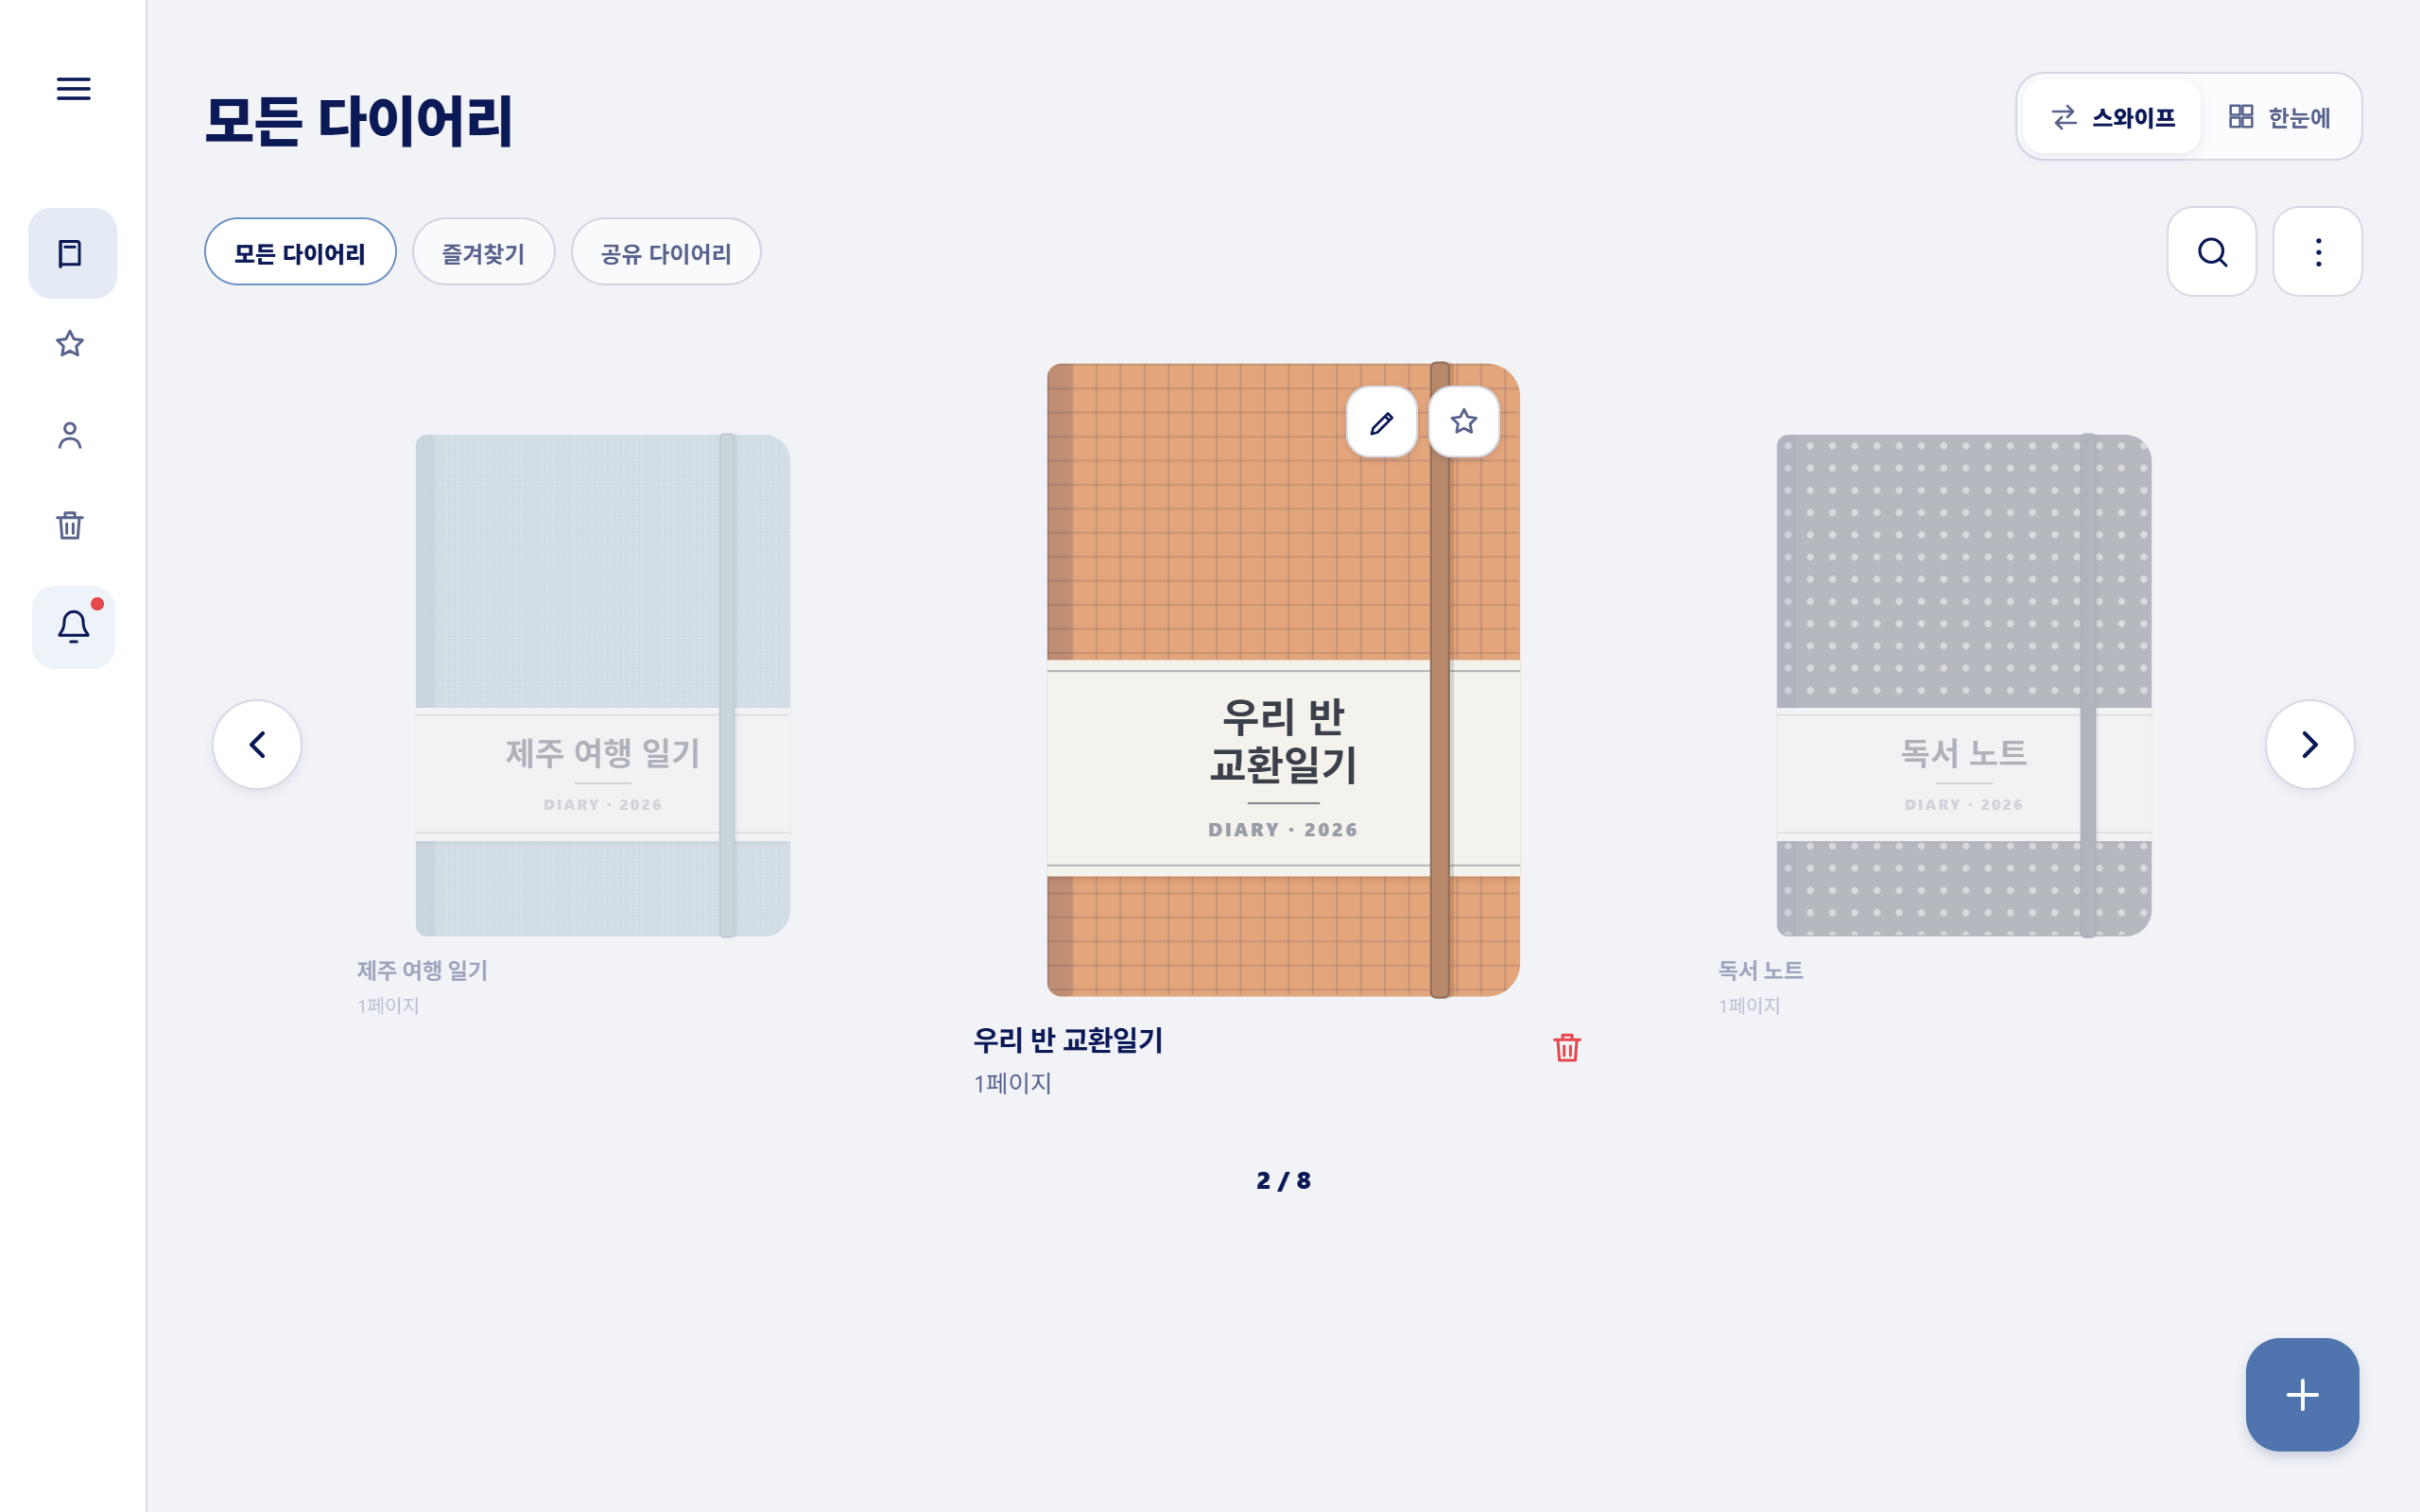 모든 다이어리
스와이프
한눈에
모든 다이어리
즐겨찾기
공유 다이어리
제주 여행 일기
DIARY · 2026
제주 여행 일기
1페이지
우리 반
교환일기
DIARY · 2026
우리 반 교환일기
1페이지
독서 노트
DIARY · 2026
독서 노트
1페이지
2 / 8